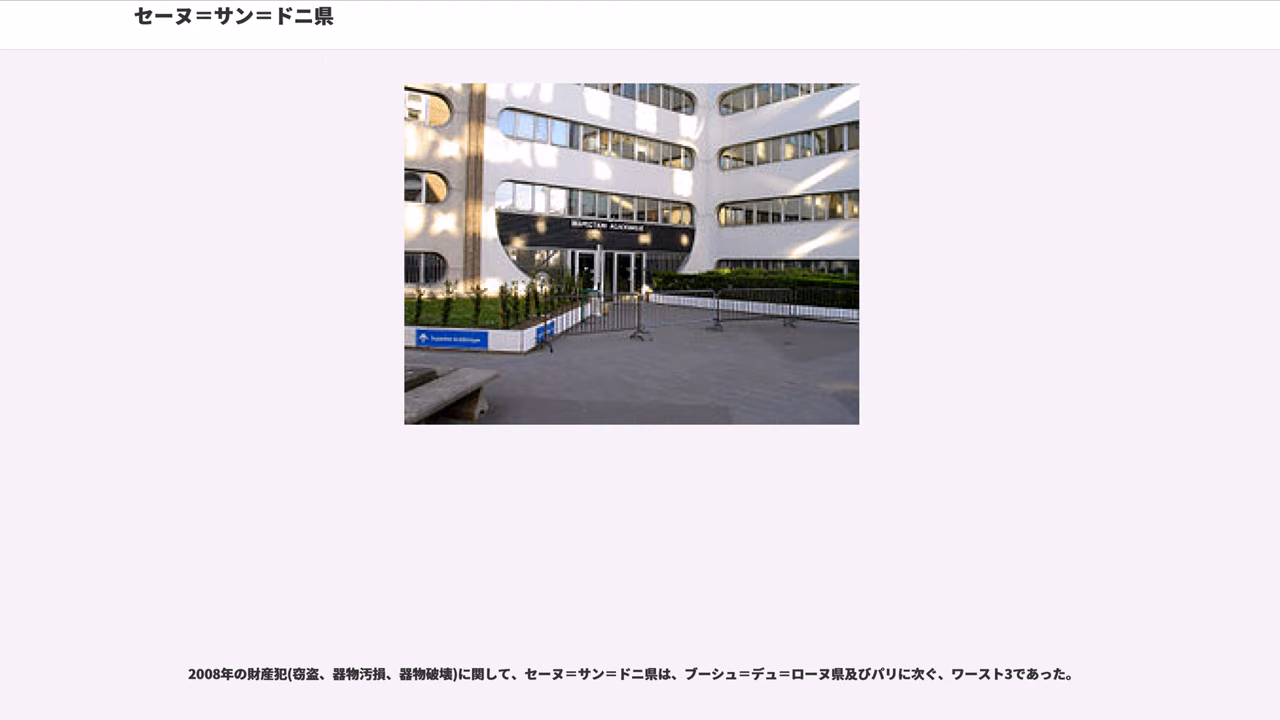 セーヌ＝サン＝ドニ県
INSPECTION ACADEMIQUE
2008年の財産犯(窃盗、器物汚損、器物破壊)に関して、セーヌ＝サン＝ドニ県は、ブーシュ＝デュ＝ローヌ県及びパリに次ぐ、ワースト3であった。